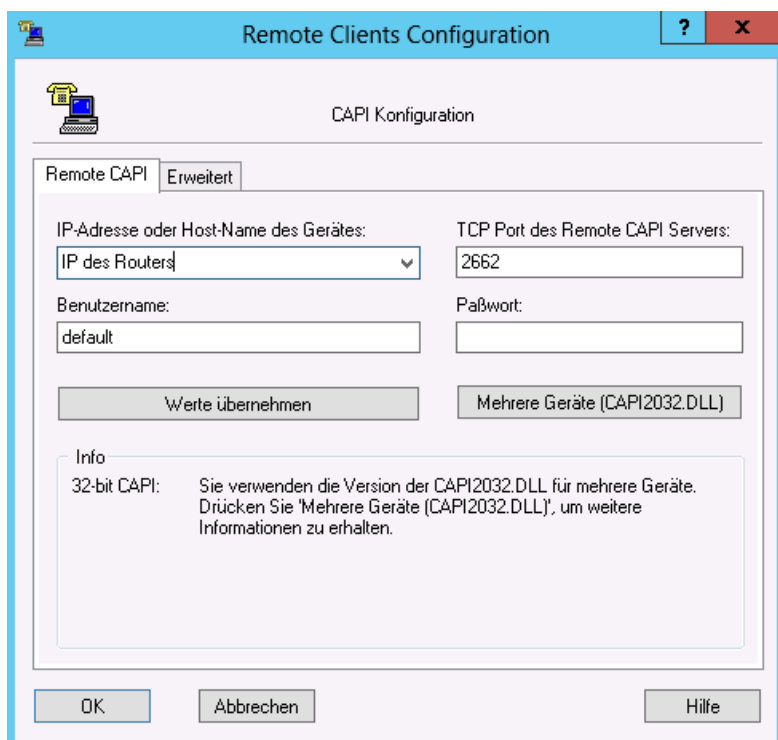 Remote Clients Configuration
? x
CAPI Konfiguration
Remote CAPI Erweitert
IP-Adresse oder Host-Name des Gerätes: TCP Port des Remote CAPI Servers:
IP des Routers 2662
Benutzername: Paßwort:
default
Werte übernehmen Mehrere Geräte (CAPI2032.DLL)
Info
32-bit CAPI: Sie verwenden die Version der CAPI2032.DLL für mehrere Geräte.
Drücken Sie 'Mehrere Geräte (CAPI2032.DLL)', um weitere
Informationen zu erhalten.
OK Abbrechen Hilfe